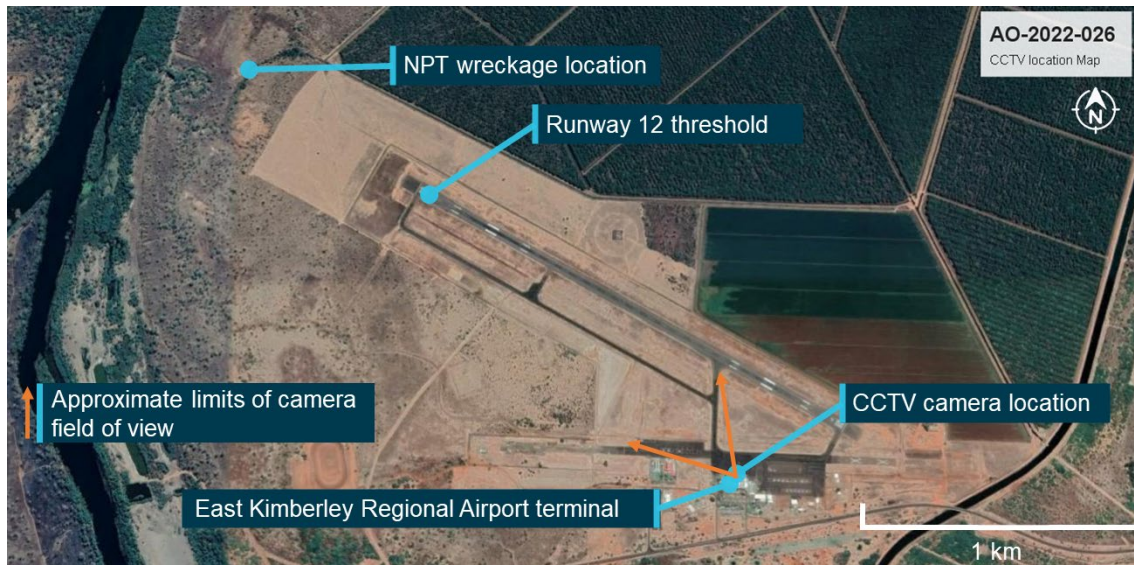 AO-2022-026
CCTV location Map
N
NPT wreckage location
Runway 12 threshold
Approximate limits of camera
field of view
CCTV camera location
East Kimberley Regional Airport terminal
1 km